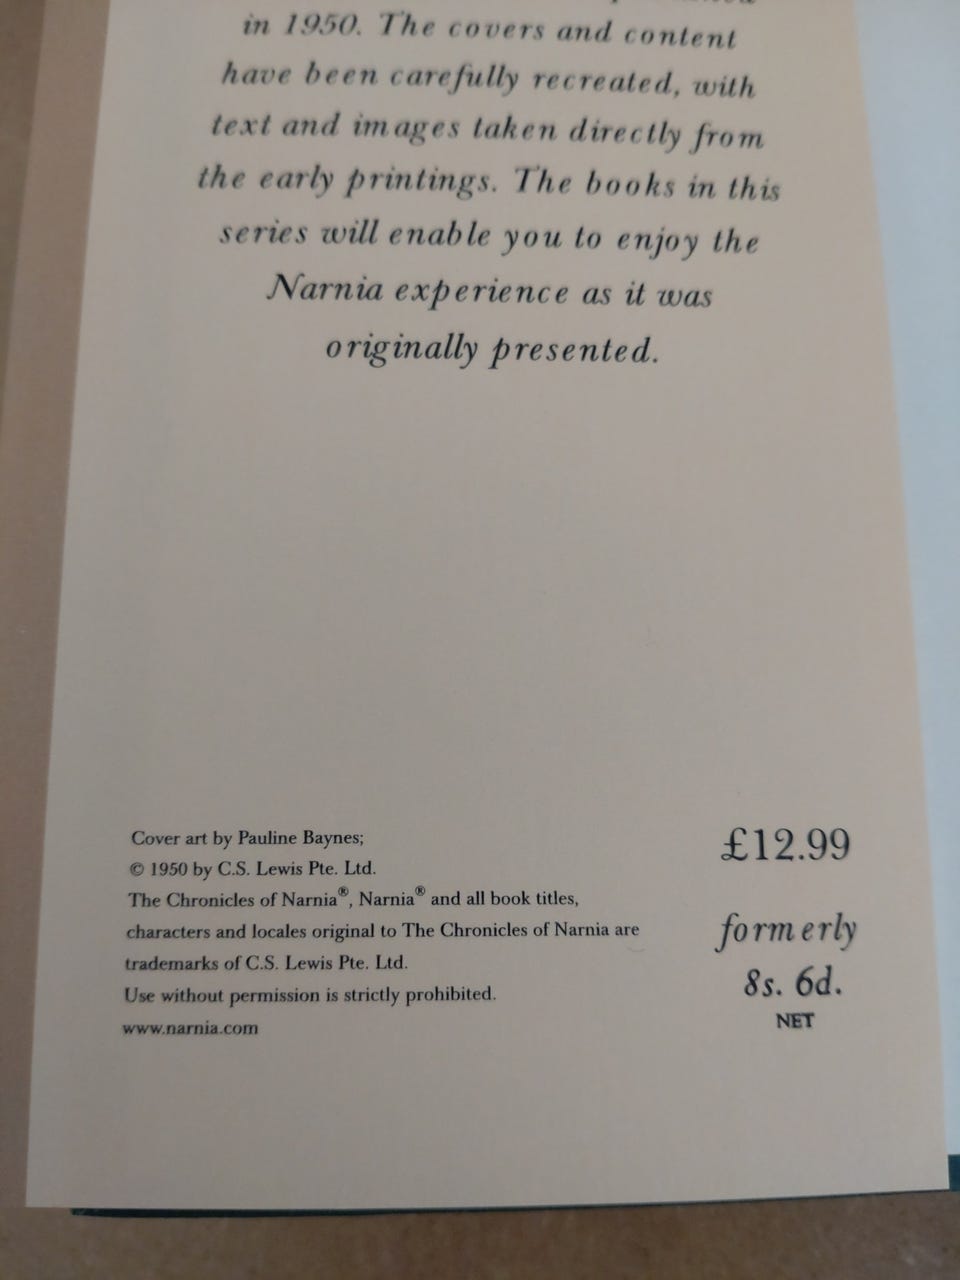 in 1950. The covers and content
have been carefully recreated, with
text and images taken directly from
the early printings. The books in this
series will enable you to enjoy the
Narnia experience as it was
originally presented.
Cover art by Pauline Baynes;
© 1950 by C.S. Lewis Pte. Ltd.
The Chronicles of Narnia®, Narnia® and all book titles,
characters and locales original to The Chronicles of Narnia are
trademarks of C.S. Lewis Pte. Ltd.
Use without permission is strictly prohibited.
www.narnia.com
£12.99
formerly
8s. 6d.
NET